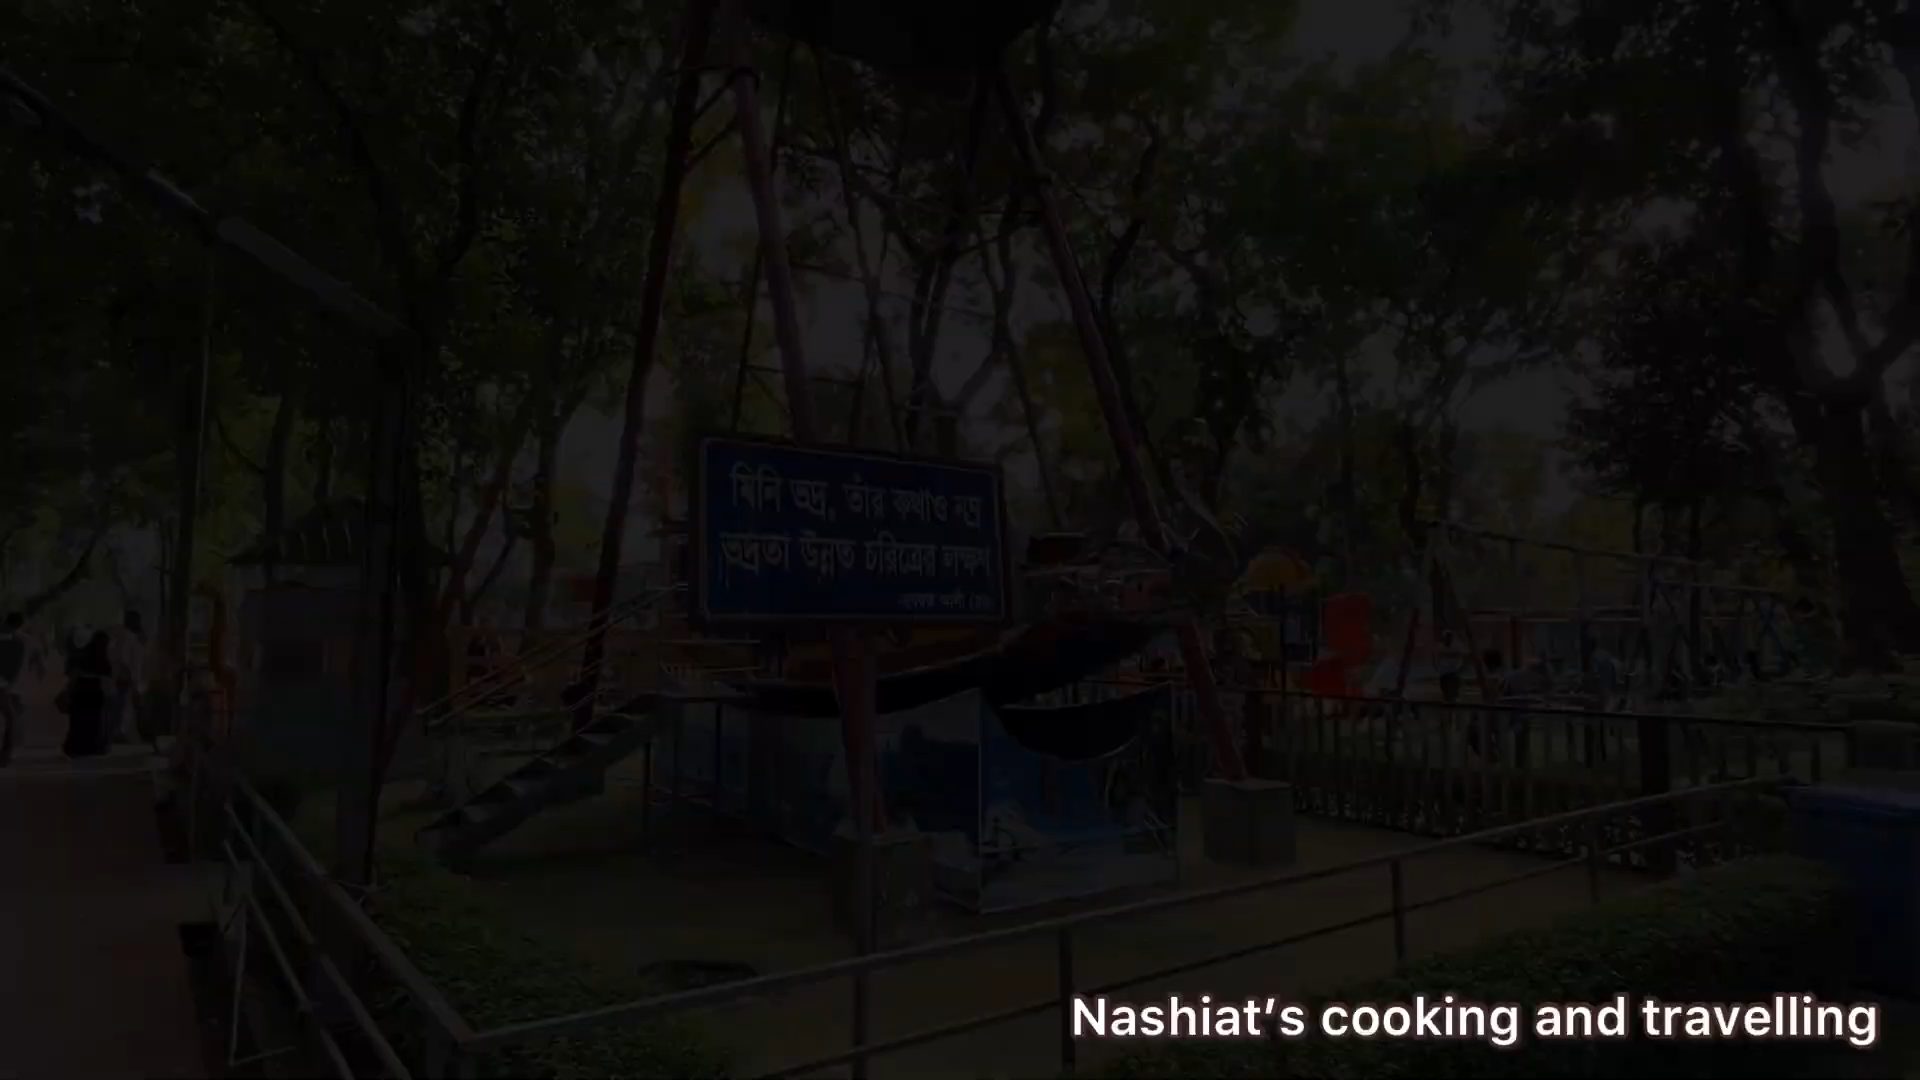 যিনি ভদ্র, তাঁর কথাও নম্র
ভদ্রতা উন্নত চরিত্রের লক্ষণ
Nashiat’s cooking and travelling